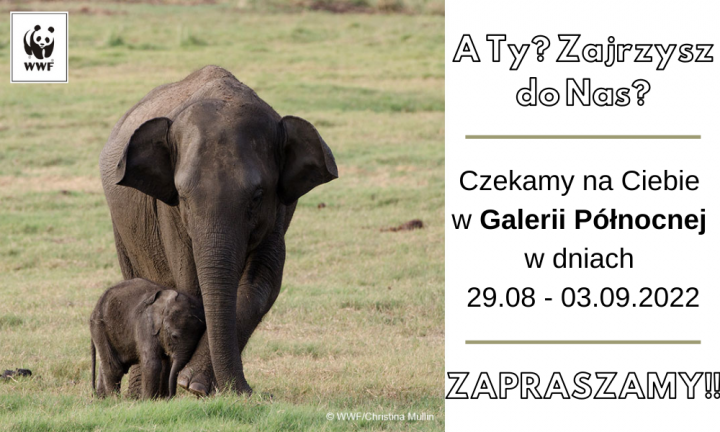 WWF
A Ty? Zajrzysz
do Nas?
Czekamy na Ciebie
w Galerii Północnej
w dniach
29.08 - 03.09.2022
ZAPRASZAMY!!
© WWF/Christina Mullin